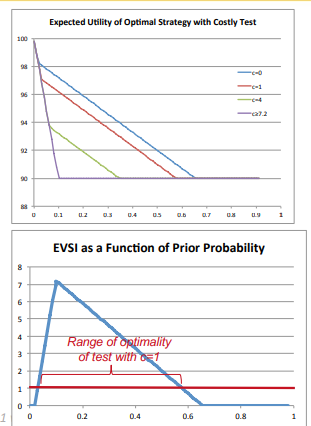 Expected Utility of Optimal Strategy with Costly Test
100
98
96
94
92
90
88
c=0
c=1
c=4
c≥7.2
0 0.1 0.2 0.3 0.4 0.5 0.6 0.7 0.8 0.9 1
EVSI as a Function of Prior Probability
8
7
6
5
4
3
2
1
0
Range of optimality
of test with c=1
0 0.2 0.4 0.6 0.8 1
1